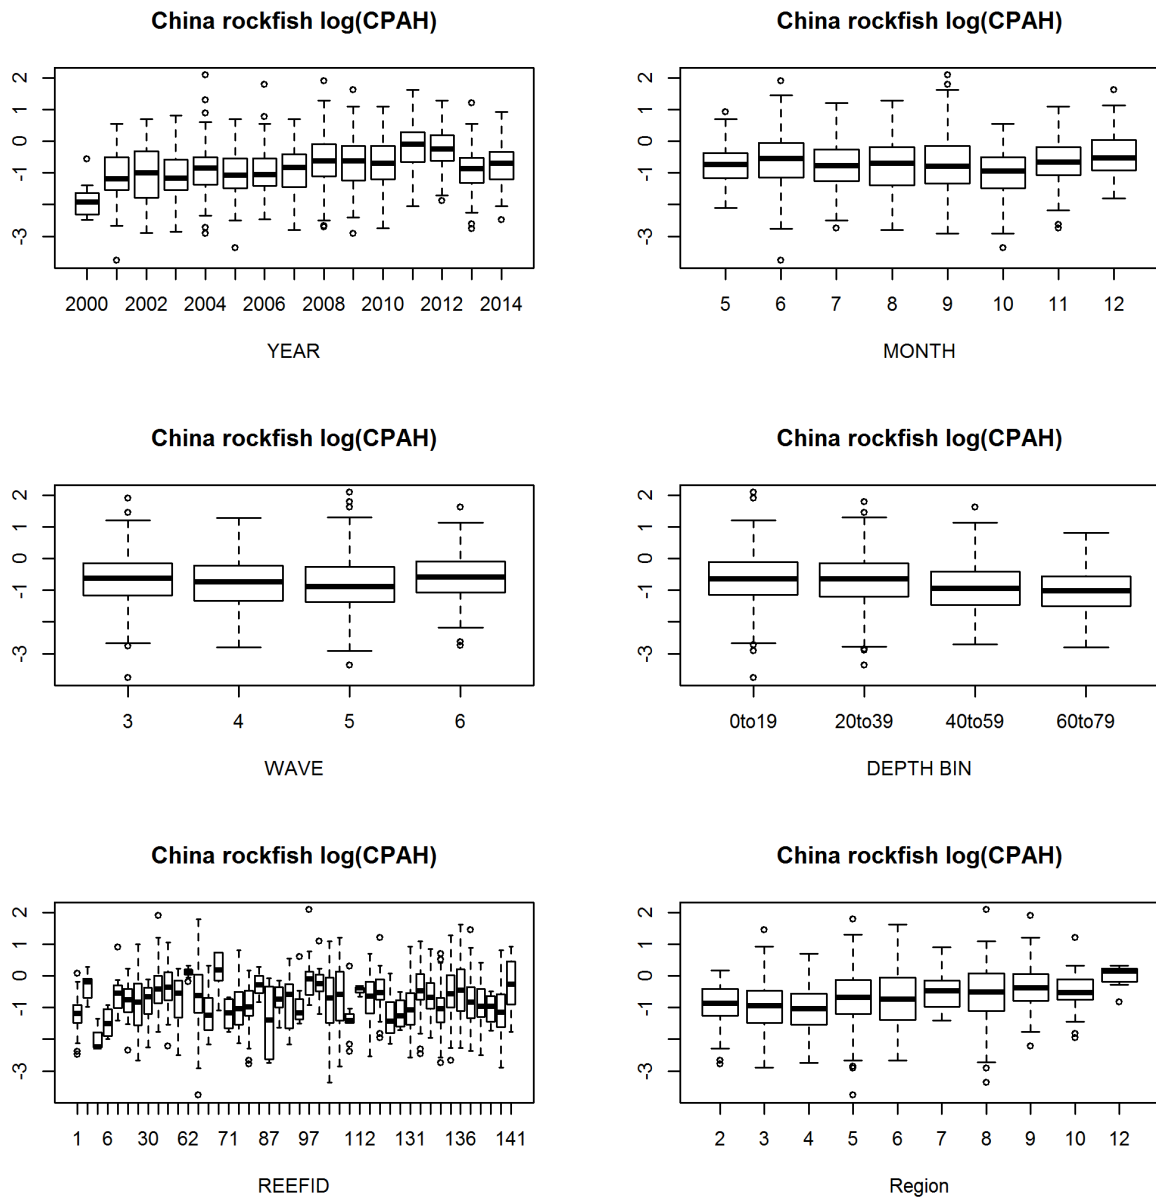 China rockfish log(CPAH)
2
1
0
-1
-3
2000 2002 2004 2006 2008 2010 2012 2014
YEAR
China rockfish log(CPAH)
2
1
0
-1
-3
5 6 7 8 9 10 11 12
MONTH
China rockfish log(CPAH)
2
1
0
-1
-3
3 4 5 6
WAVE
China rockfish log(CPAH)
2
1
0
-1
-3
0to19 20to39 40to59 60to79
DEPTH BIN
China rockfish log(CPAH)
2
1
0
-1
-3
1 6 30 62 71 87 97 112 131 136 141
REEFID
China rockfish log(CPAH)
2
1
0
-1
-3
2 3 4 5 6 7 8 9 10 12
Region